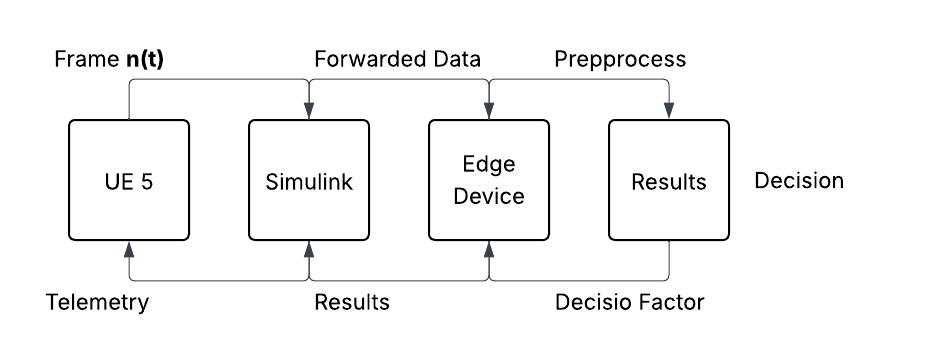 Frame n(t)
Forwarded Data
Prepprocess
UE 5
Simulink
Edge
Device
Results
Decision
Telemetry
Results
Decisio Factor